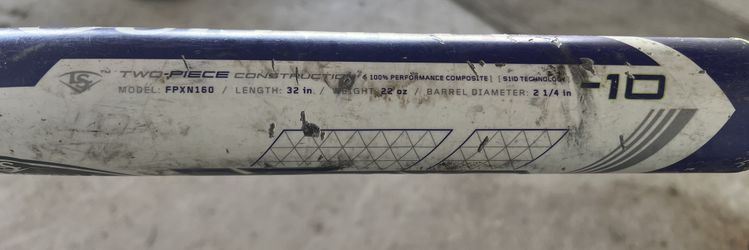 LS TWO-PIECE CONSTRUCTION 100% PERFORMANCE COMPOSITE | S1iD TECHNOLOGY -10
MODEL: FPXN160 / LENGTH: 32 in. / WEIGHT: 22 oz / BARREL DIAMETER: 2 1/4 in